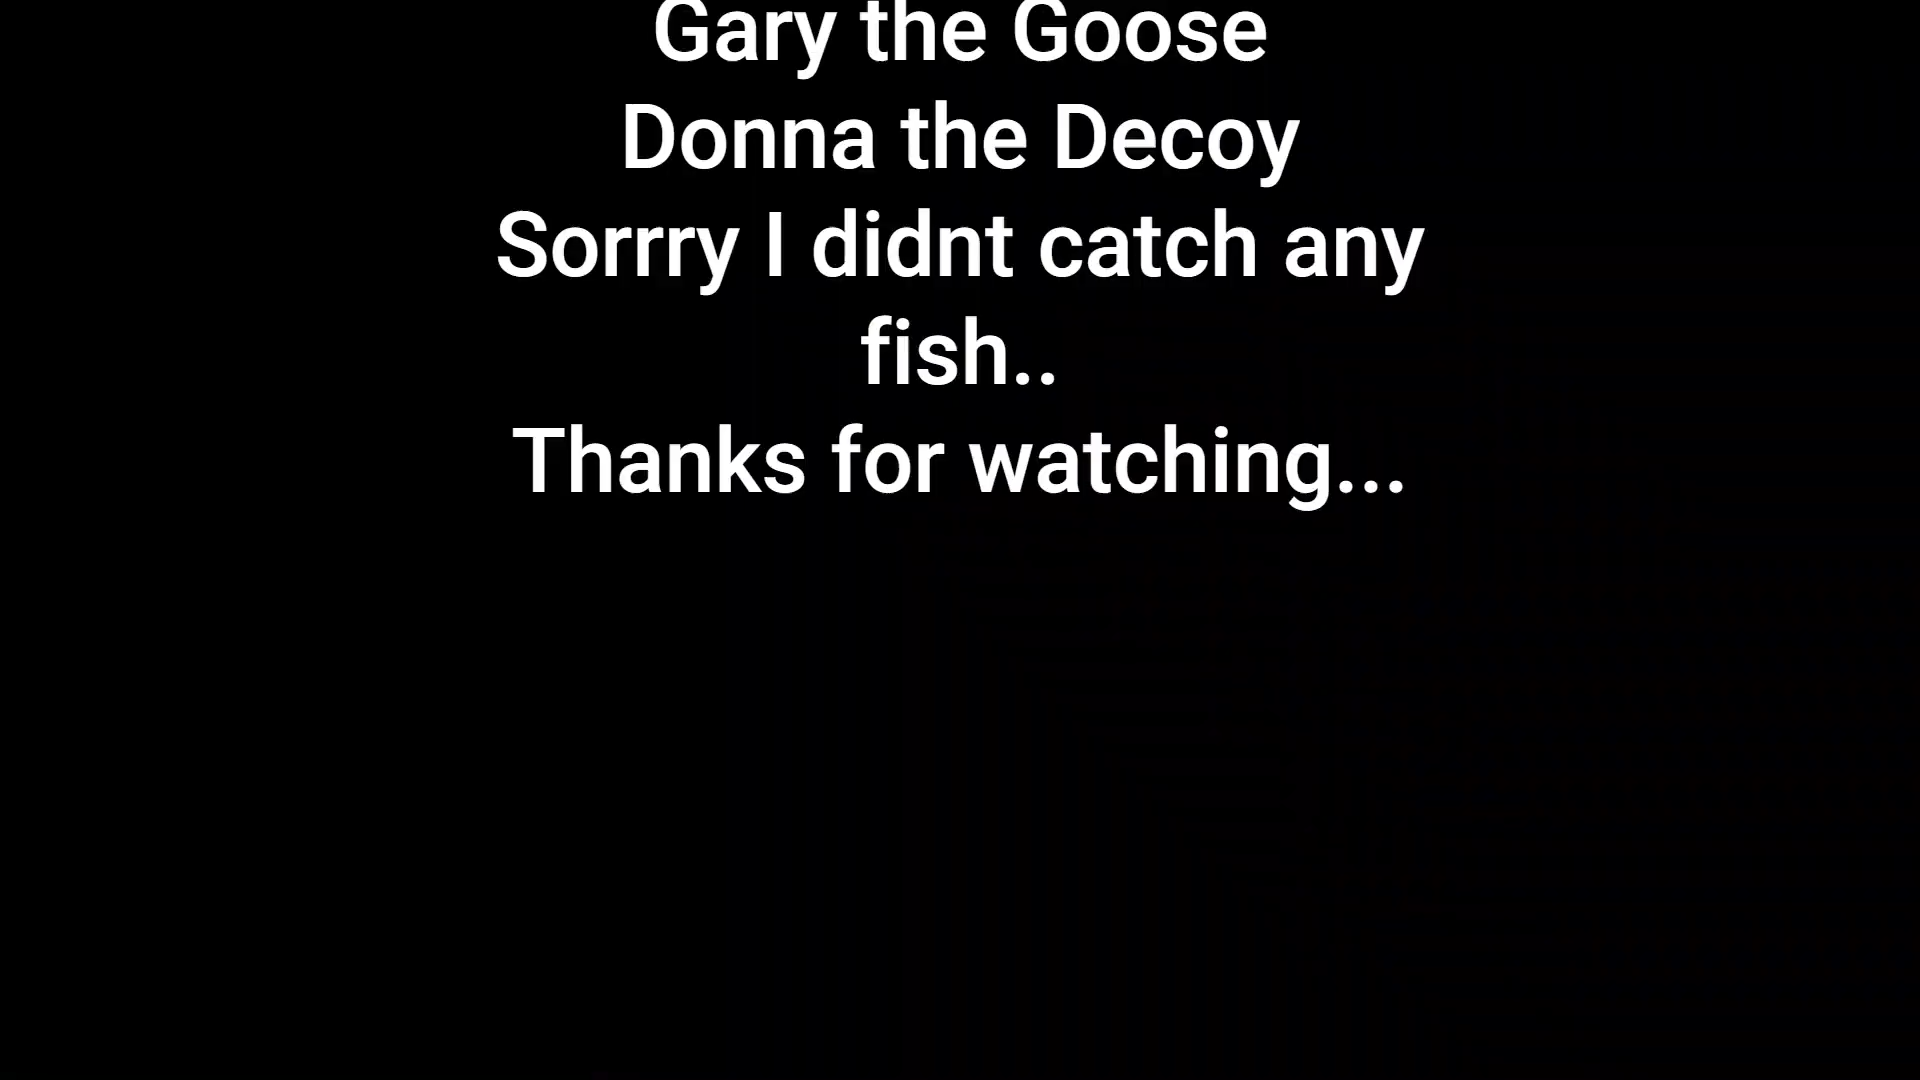 Gary the Goose
Donna the Decoy
Sorrry I didnt catch any
fish..
Thanks for watching...